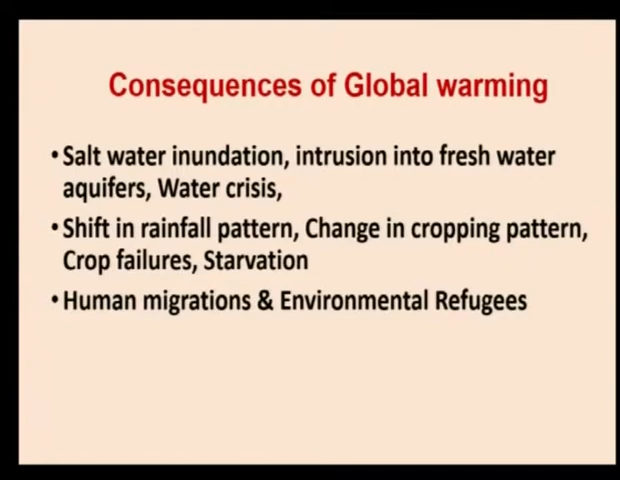 Consequences of Global warming
•Salt water inundation, intrusion into fresh water
aquifers, Water crisis,
•Shift in rainfall pattern, Change in cropping pattern,
Crop failures, Starvation
•Human migrations & Environmental Refugees